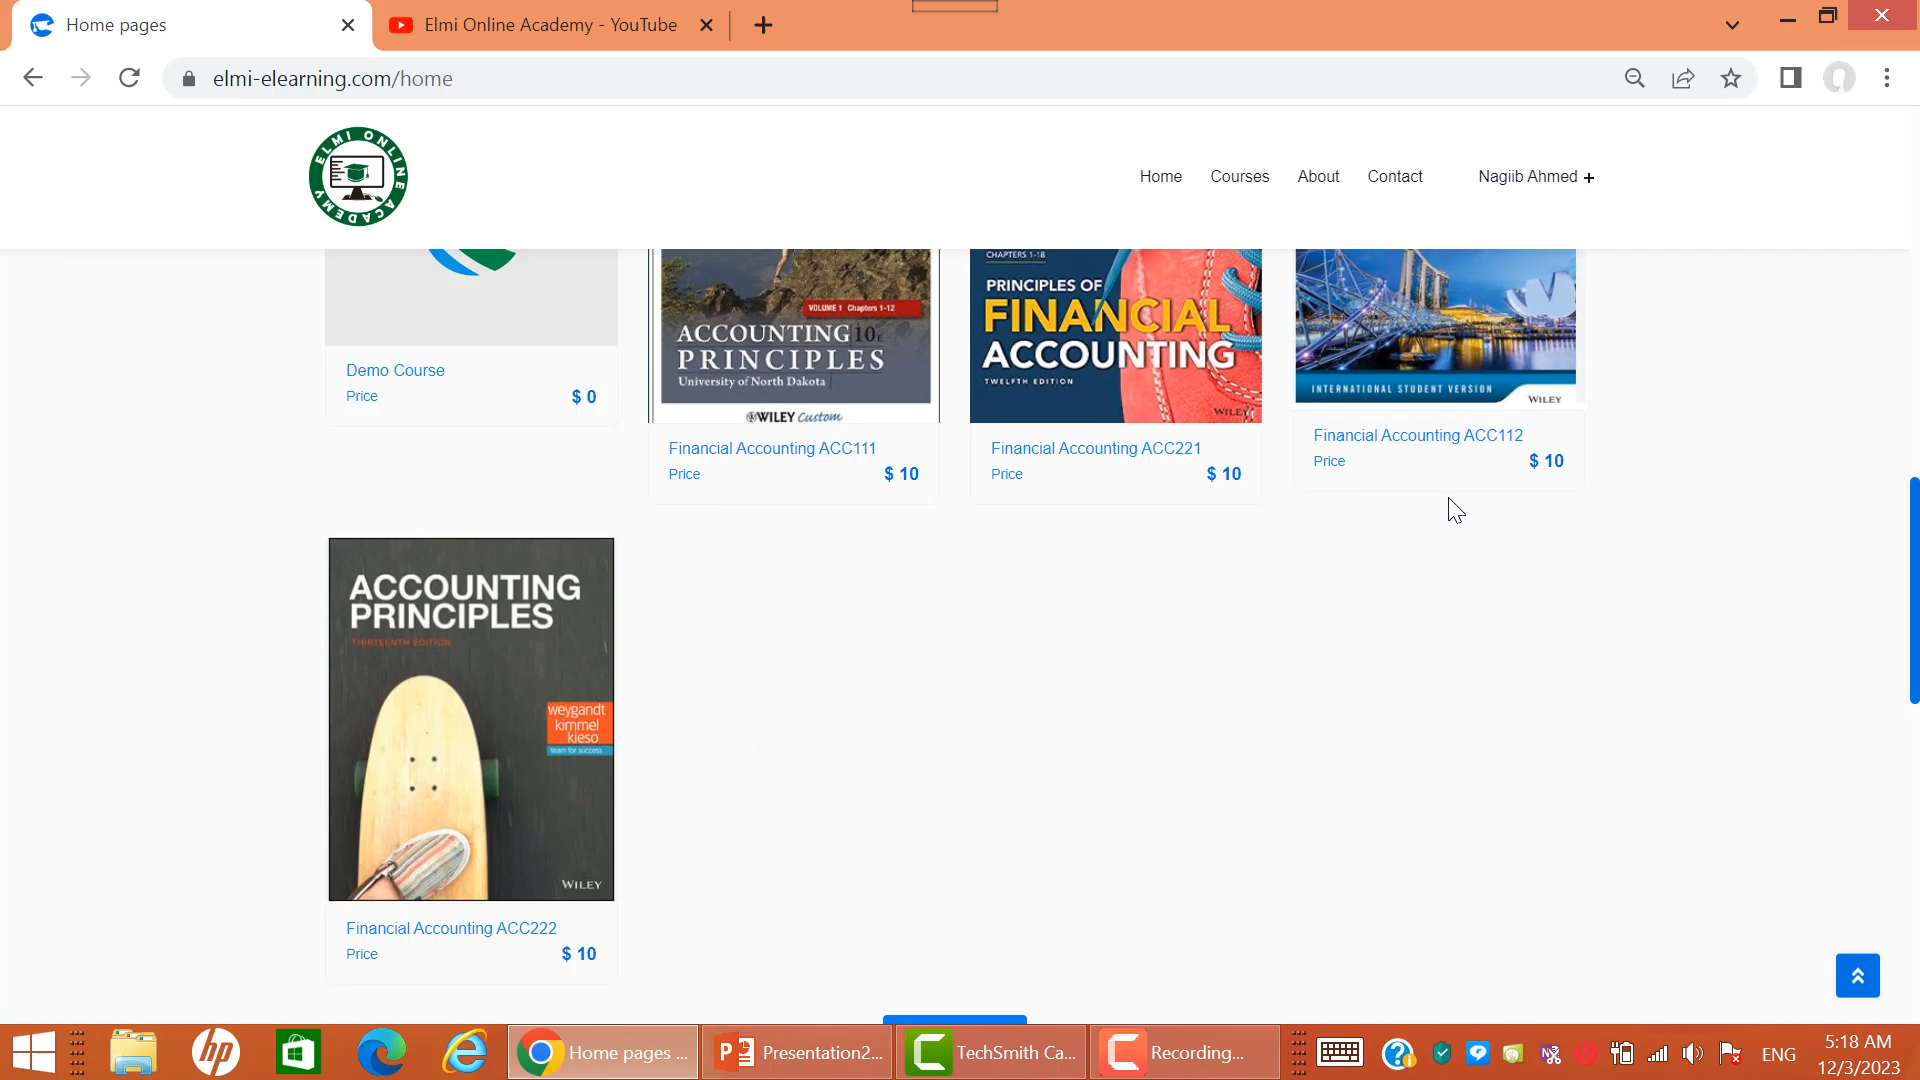 Home pages
Elmi Online Academy - YouTube
elmi-elearning.com/home
ELMI ONLINE ACADEMY
Home
Courses
About
Contact
Nagiib Ahmed +
Demo Course
Price
$ 0
VOLUME 1 Chapters 1-12
ACCOUNTING 10E
PRINCIPLES
University of North Dakota
WILEY Custom
Financial Accounting ACC111
Price
$ 10
CHAPTERS 1-18
PRINCIPLES OF
FINANCIAL
ACCOUNTING
TWELFTH EDITION
WILEY
Financial Accounting ACC221
Price
$ 10
INTERNATIONAL STUDENT VERSION
WILEY
Financial Accounting ACC112
Price
$ 10
ACCOUNTING
PRINCIPLES
THIRTEENTH EDITION
weygandt
kimmel
kieso
team for success
WILEY
Financial Accounting ACC222
Price
$ 10
hp
Home pages ...
Presentation2...
TechSmith Ca...
Recording...
ENG
5:18 AM
12/3/2023